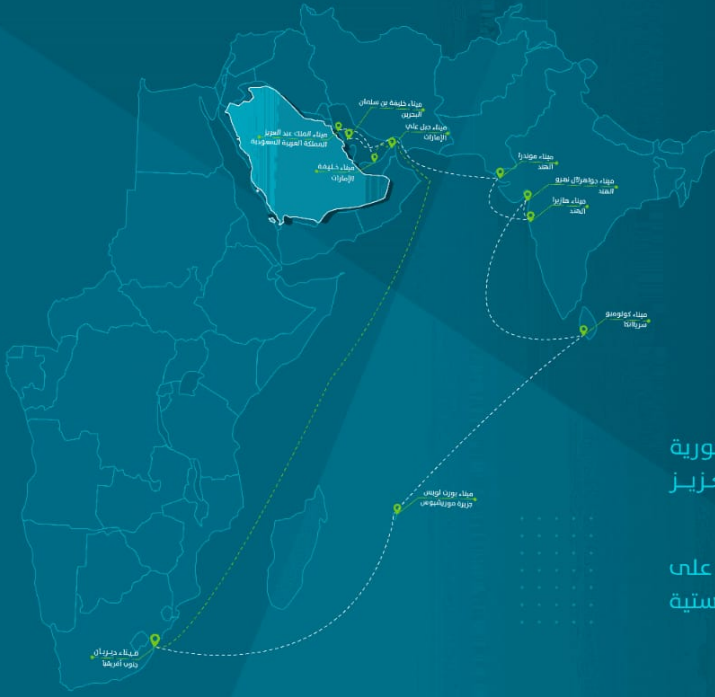 ميناء خليفة بن سلمان
البحرين
ميناء جبل علي
الإمارات
ميناء الملك عبد العزيز
المملكة العربية السعودية
ميناء خليفة
الإمارات
ميناء موندرا
الهند
ميناء جواهرلال نهرو
الهند
ميناء هازيرا
الهند
ميناء كولومبو
سريلانكا
ميناء بورت لويس
جزيرة موريشيوس
ميناء ديربان
جنوب أفريقيا
على